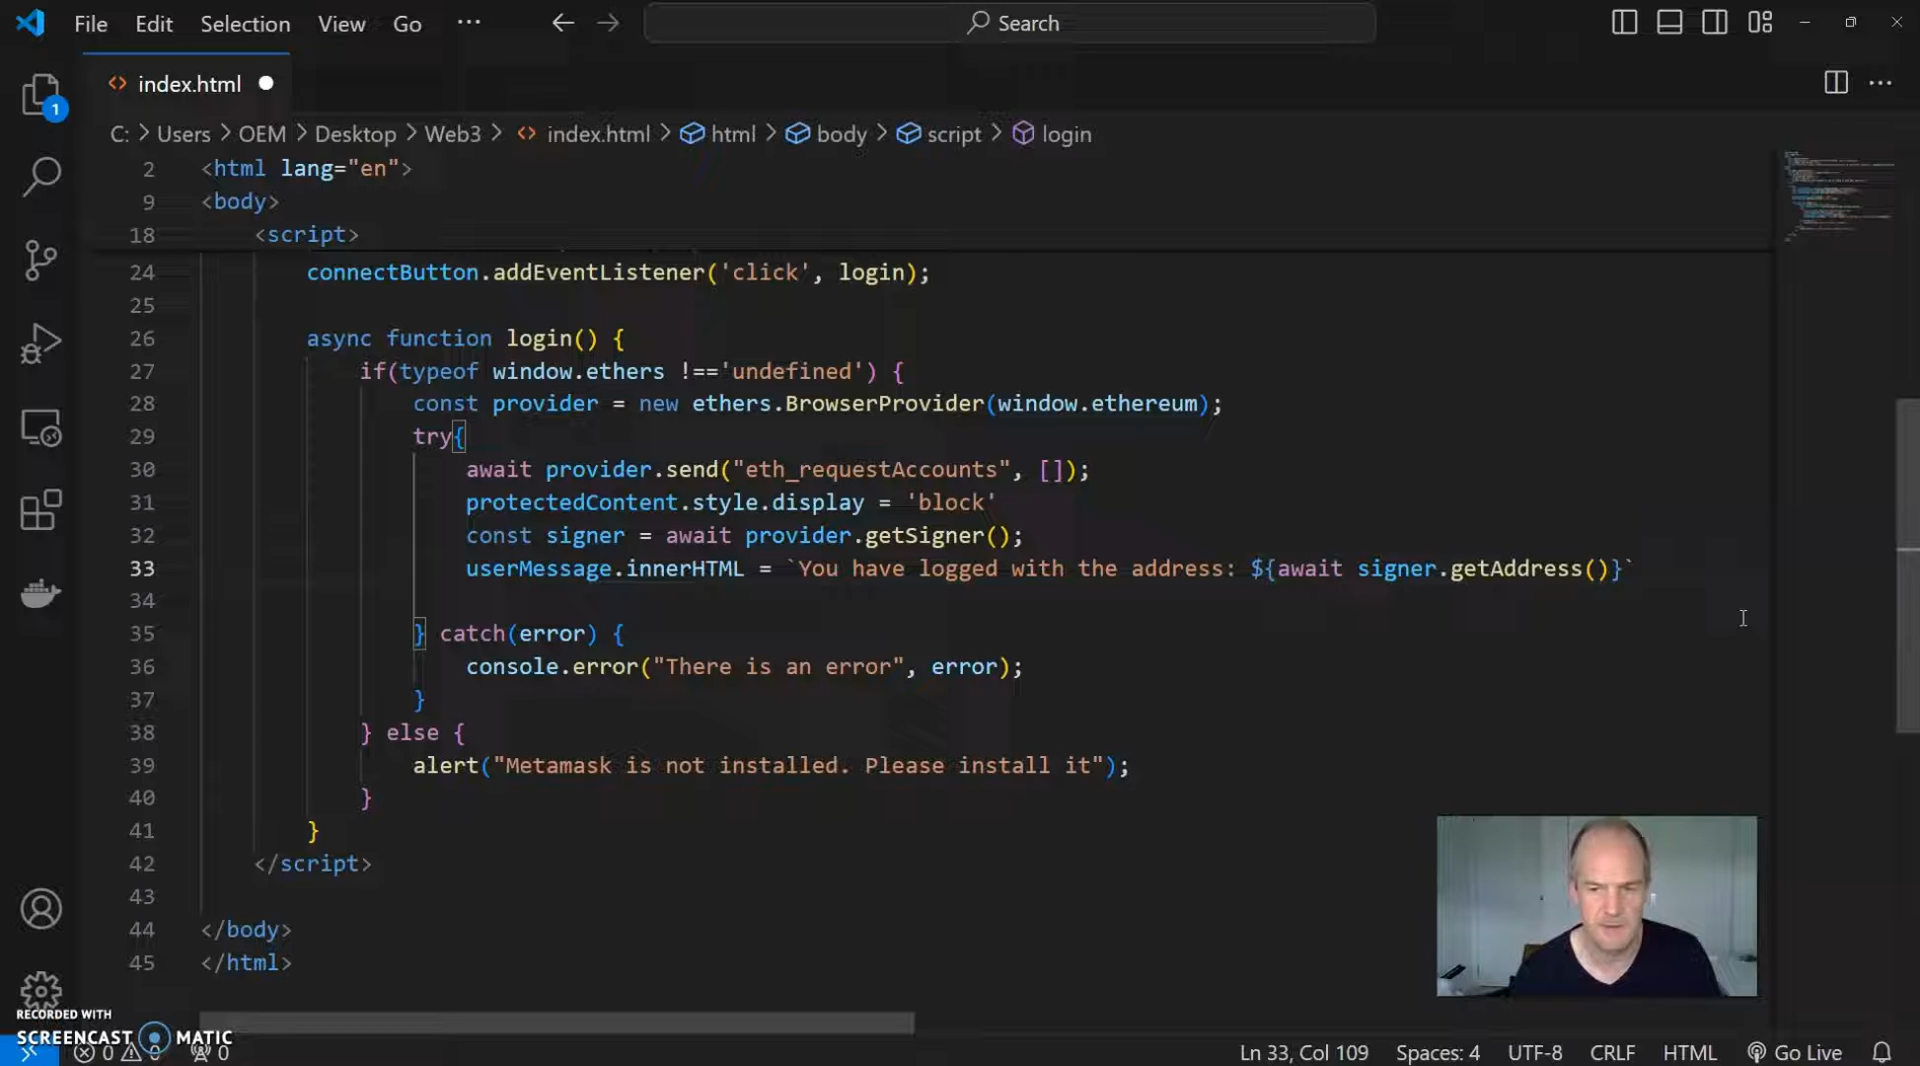 File Edit Selection View Go ··· Search
index.html
1
C: > Users > OEM > Desktop > Web3 > index.html > html > body > script > login
2 <html lang="en">
9 <body>
18 <script>
24 connectButton.addEventListener('click', login);
25
26 async function login() {
27 if(typeof window.ethers !=='undefined') {
28 const provider = new ethers.BrowserProvider(window.ethereum);
29 try{
30 await provider.send("eth_requestAccounts", []);
31 protectedContent.style.display = 'block'
32 const signer = await provider.getSigner();
33 userMessage.innerHTML = `You have logged with the address: ${await signer.getAddress()}`
34
35 } catch(error) {
36 console.error("There is an error", error);
37 }
38 } else {
39 alert("Metamask is not installed. Please install it");
40 }
41 }
42 </script>
43
44 </body>
45 </html>
RECORDED WITH
SCREENCAST MATIC
0 0 0 Ln 33, Col 109 Spaces: 4 UTF-8 CRLF HTML Go Live